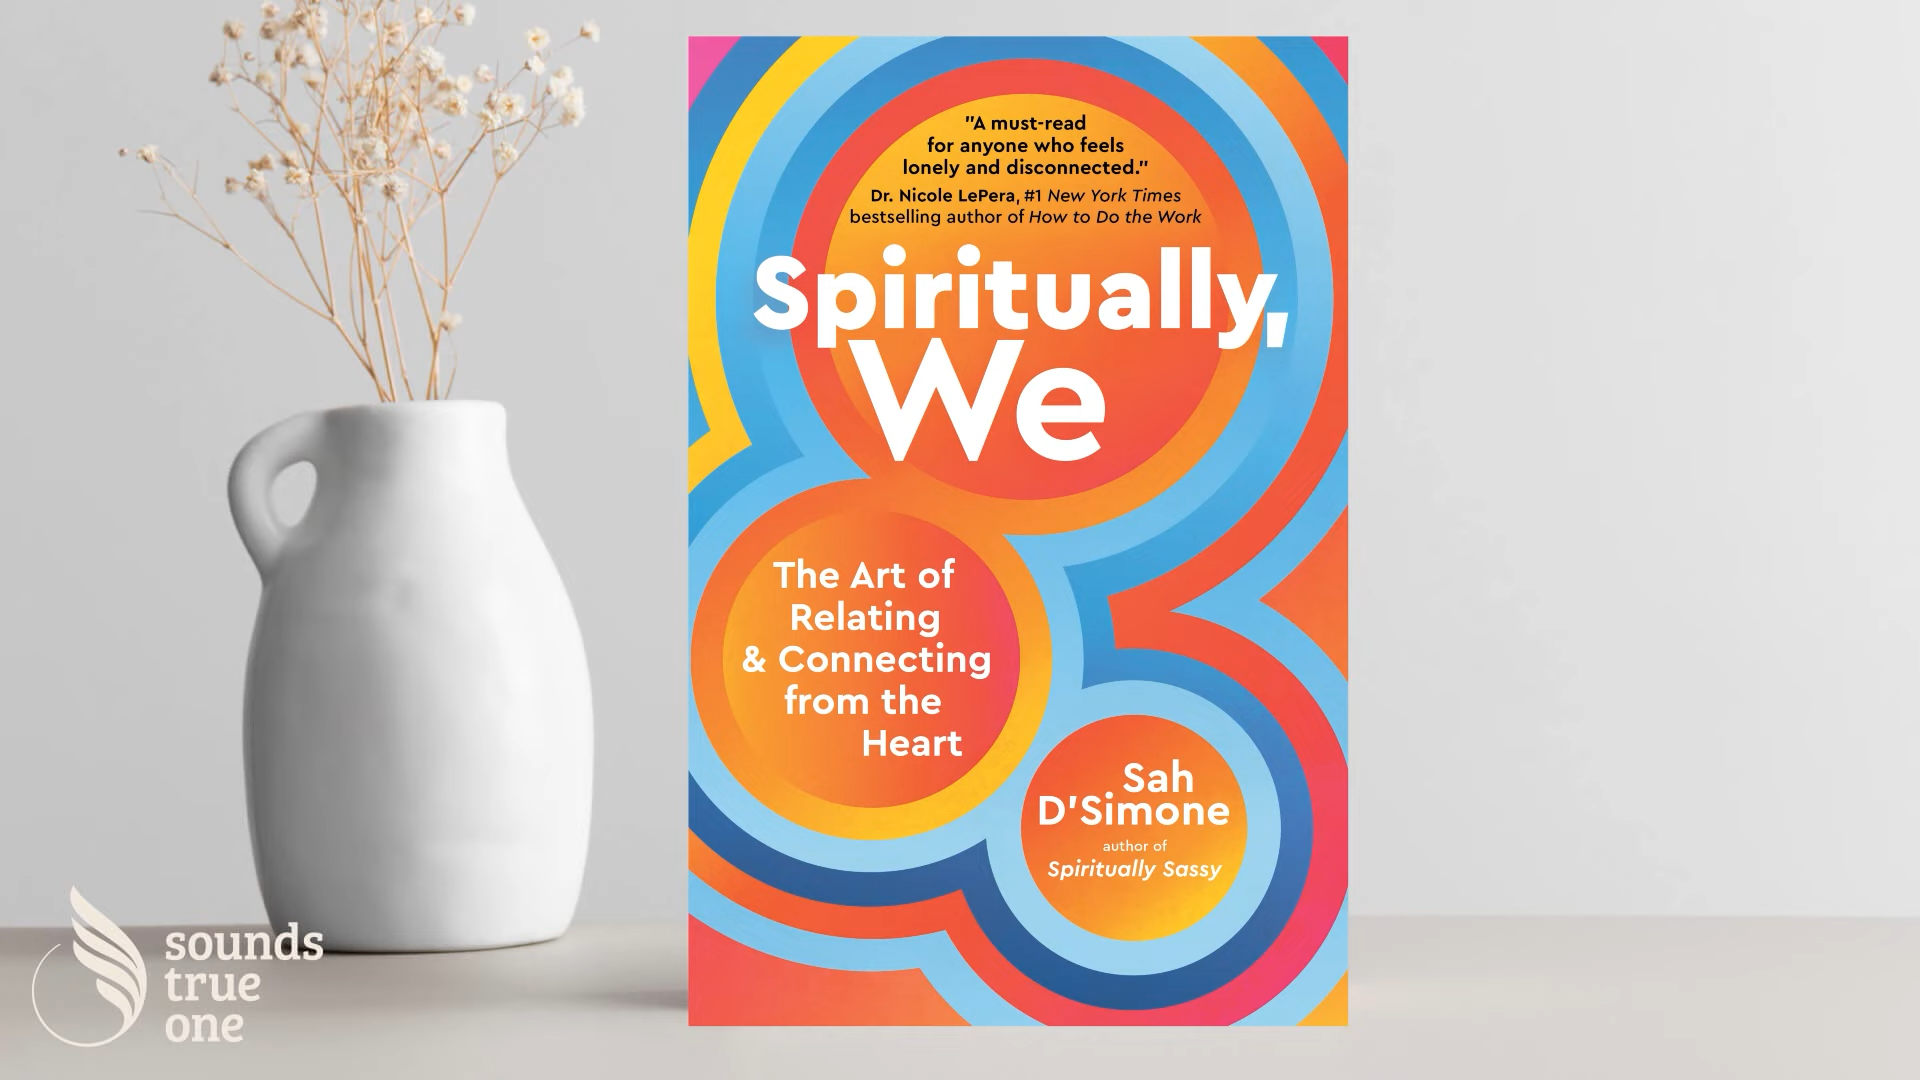 "A must-read
for anyone who feels
lonely and disconnected."
Dr. Nicole LePera, #1 New York Times
bestselling author of How to Do the Work
Spiritually,
We
The Art of
Relating
& Connecting
from the
Heart
Sah
D'Simone
author of
Spiritually Sassy
sounds
true
one